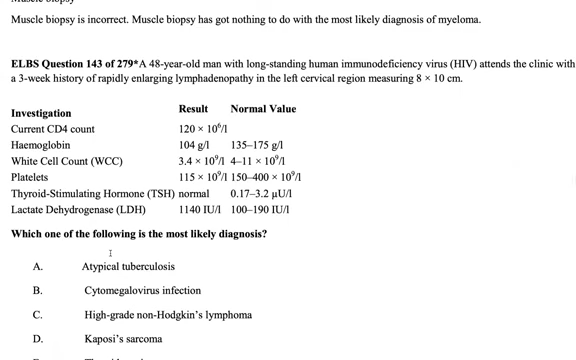 Muscle biopsy is incorrect. Muscle biopsy has got nothing to do with the most likely diagnosis of myeloma.
ELBS Question 143 of 279*A 48-year-old man with long-standing human immunodeficiency virus (HIV) attends the clinic with
a 3-week history of rapidly enlarging lymphadenopathy in the left cervical region measuring 8 × 10 cm.
Investigation Result Normal Value
Current CD4 count 120 × 10⁶/l
Haemoglobin 104 g/l 135–175 g/l
White Cell Count (WCC) 3.4 × 10⁹/l 4–11 × 10⁹/l
Platelets 115 × 10⁹/l 150–400 × 10⁹/l
Thyroid-Stimulating Hormone (TSH) normal 0.17–3.2 μU/l
Lactate Dehydrogenase (LDH) 1140 IU/l 100–190 IU/l
Which one of the following is the most likely diagnosis?
A. Atypical tuberculosis
B. Cytomegalovirus infection
C. High-grade non-Hodgkin's lymphoma
D. Kaposi's sarcoma